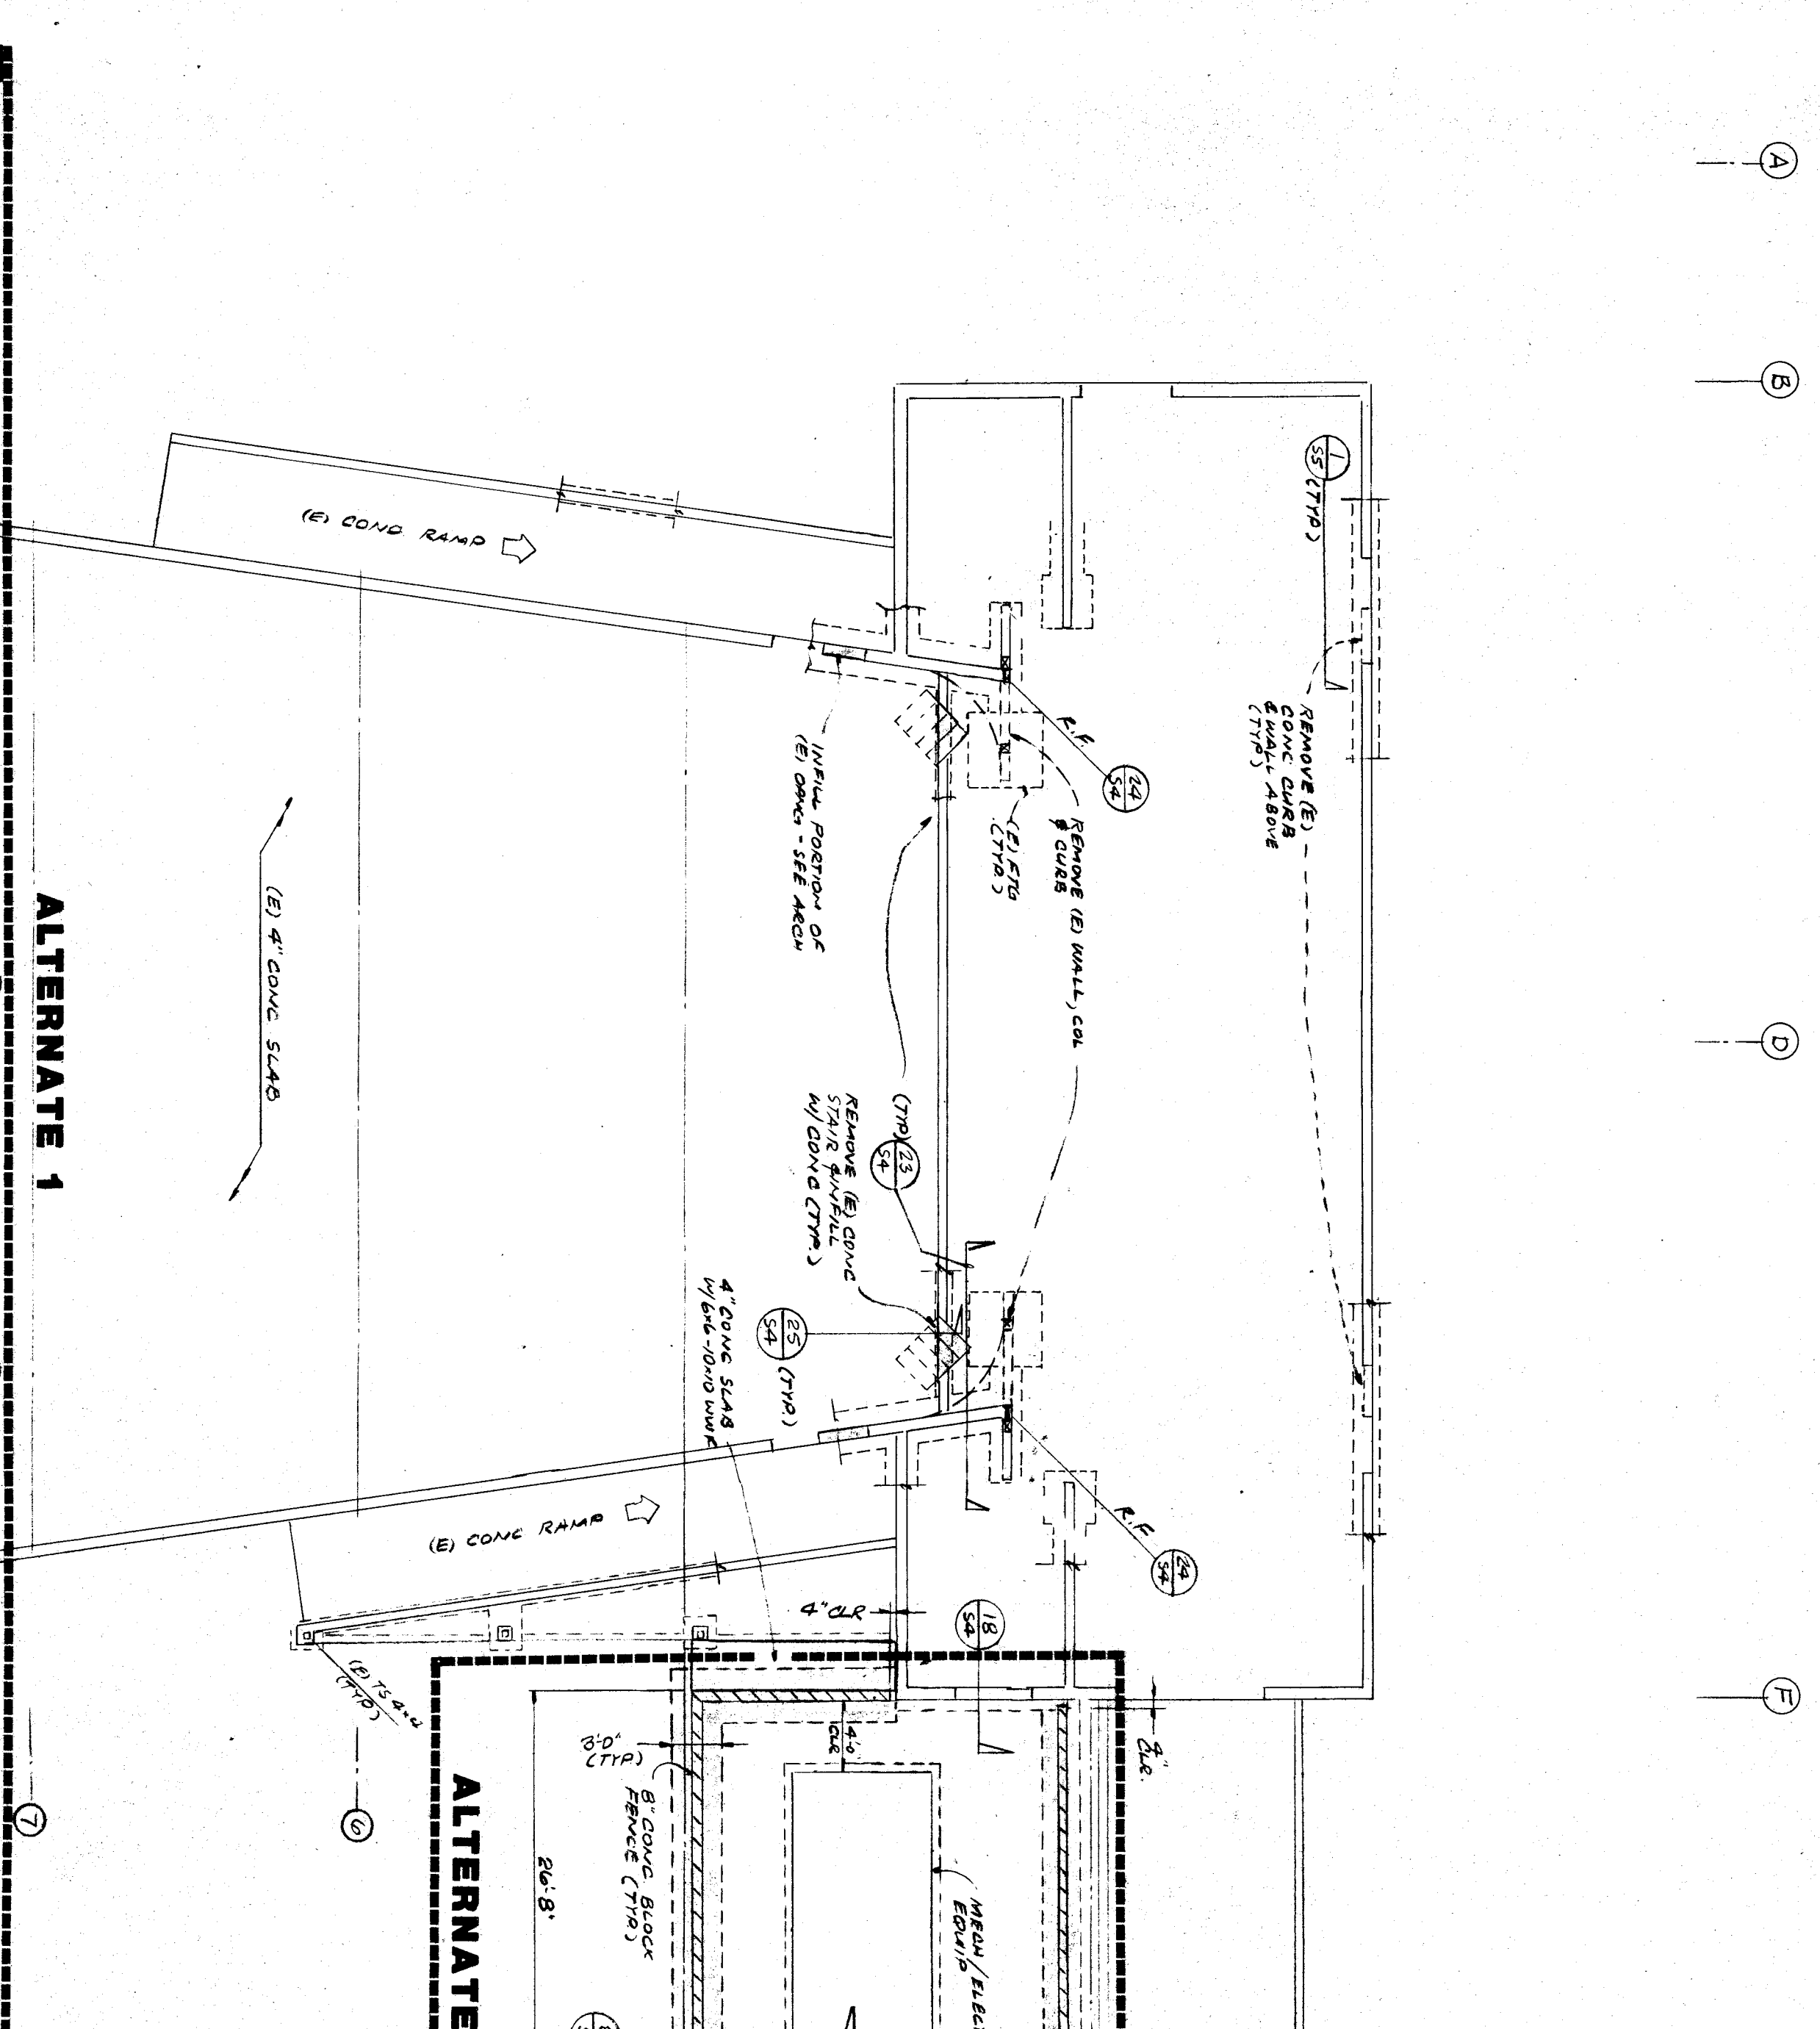 A
B
D
F
1
S5
(TYP)
REMOVE (E)
CONC CURB
& WALL ABOVE
(TYP.)
(E) CONC RAMP
R.F.
24
S4
REMOVE (E) WALL, COL
& CURB
(E) FTG
(TYP.)
INFILL PORTION OF
(E) OPNG - SEE ARCH
(TYP)
23
S4
REMOVE (E) CONC
STAIR & INFILL
W/ CONC (TYP.)
25
S4
(TYP.)
4" CONC SLAB
W/6x6-10x10 WWF
(E) 4" CONC SLAB
ALTERNATE 1
R.F.
24
S4
(E) CONC RAMP
4" CLR
18
S4
(E) TS 4x4
(TYP.)
4"
CLR.
4'-0
CLR
3'-0"
(TYP.)
8" CONC. BLOCK
FENCE (TYP.)
26'-8"
MECH/ELEC
EQUIP
ALTERNATE
6
7